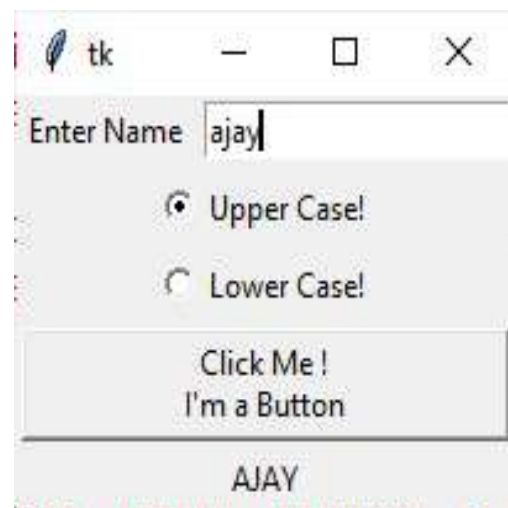 tk
Enter Name ajay
Upper Case!
Lower Case!
Click Me !
I'm a Button
AJAY